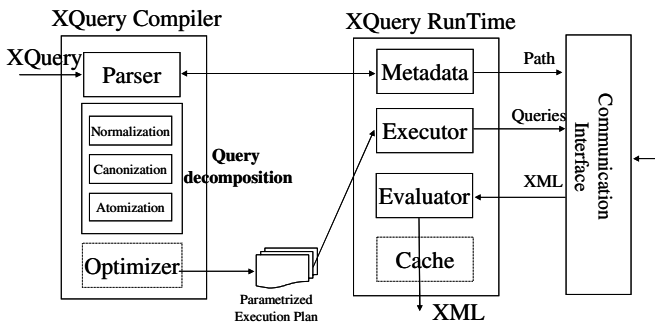 XQuery Compiler
XQuery RunTime
XQuery
Parser
Metadata
Path
Normalization
Canonization
Atomization
Query
decomposition
Executor
Queries
Evaluator
XML
Communication
Interface
Optimizer
Parametrized
Execution Plan
Cache
XML